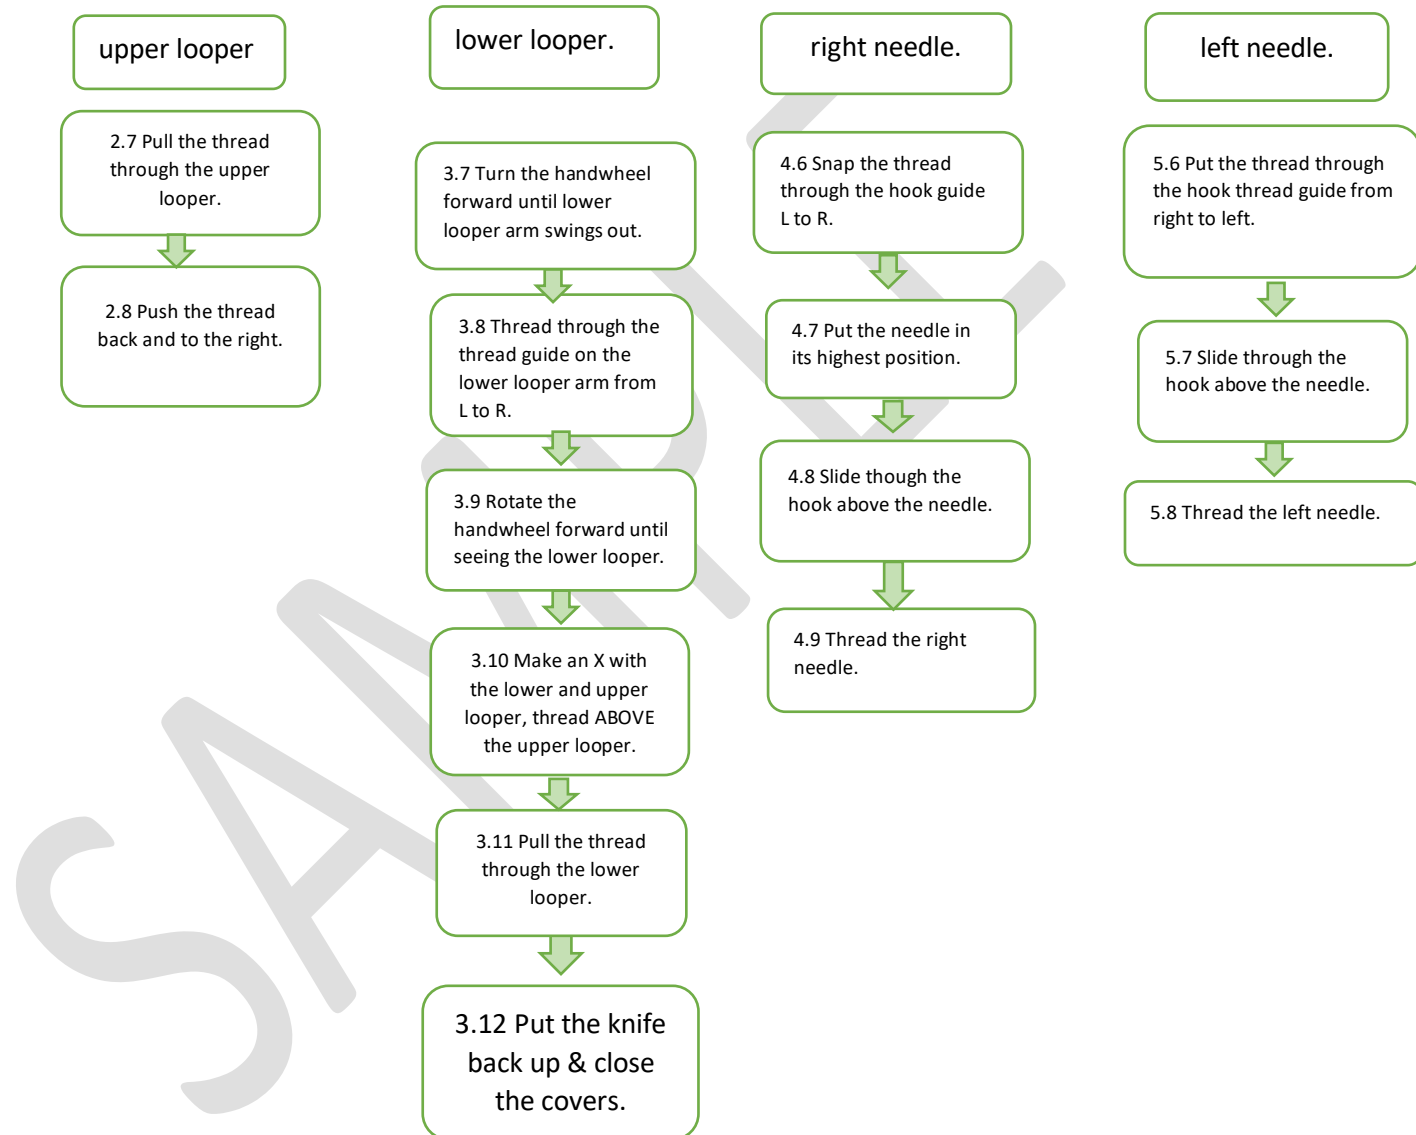 upper looper
2.7 Pull the thread
through the upper
looper.
2.8 Push the thread
back and to the right.
lower looper.
3.7 Turn the handwheel
forward until lower
looper arm swings out.
3.8 Thread through the
thread guide on the
lower looper arm from
L to R.
3.9 Rotate the
handwheel forward until
seeing the lower looper.
3.10 Make an X with
the lower and upper
looper, thread ABOVE
the upper looper.
3.11 Pull the thread
through the lower
looper.
3.12 Put the knife
back up & close
the covers.
right needle.
4.6 Snap the thread
through the hook guide
L to R.
4.7 Put the needle in
its highest position.
4.8 Slide though the
hook above the needle.
4.9 Thread the right
needle.
left needle.
5.6 Put the thread through
the hook thread guide from
right to left.
5.7 Slide through the
hook above the needle.
5.8 Thread the left needle.
SAMPLE